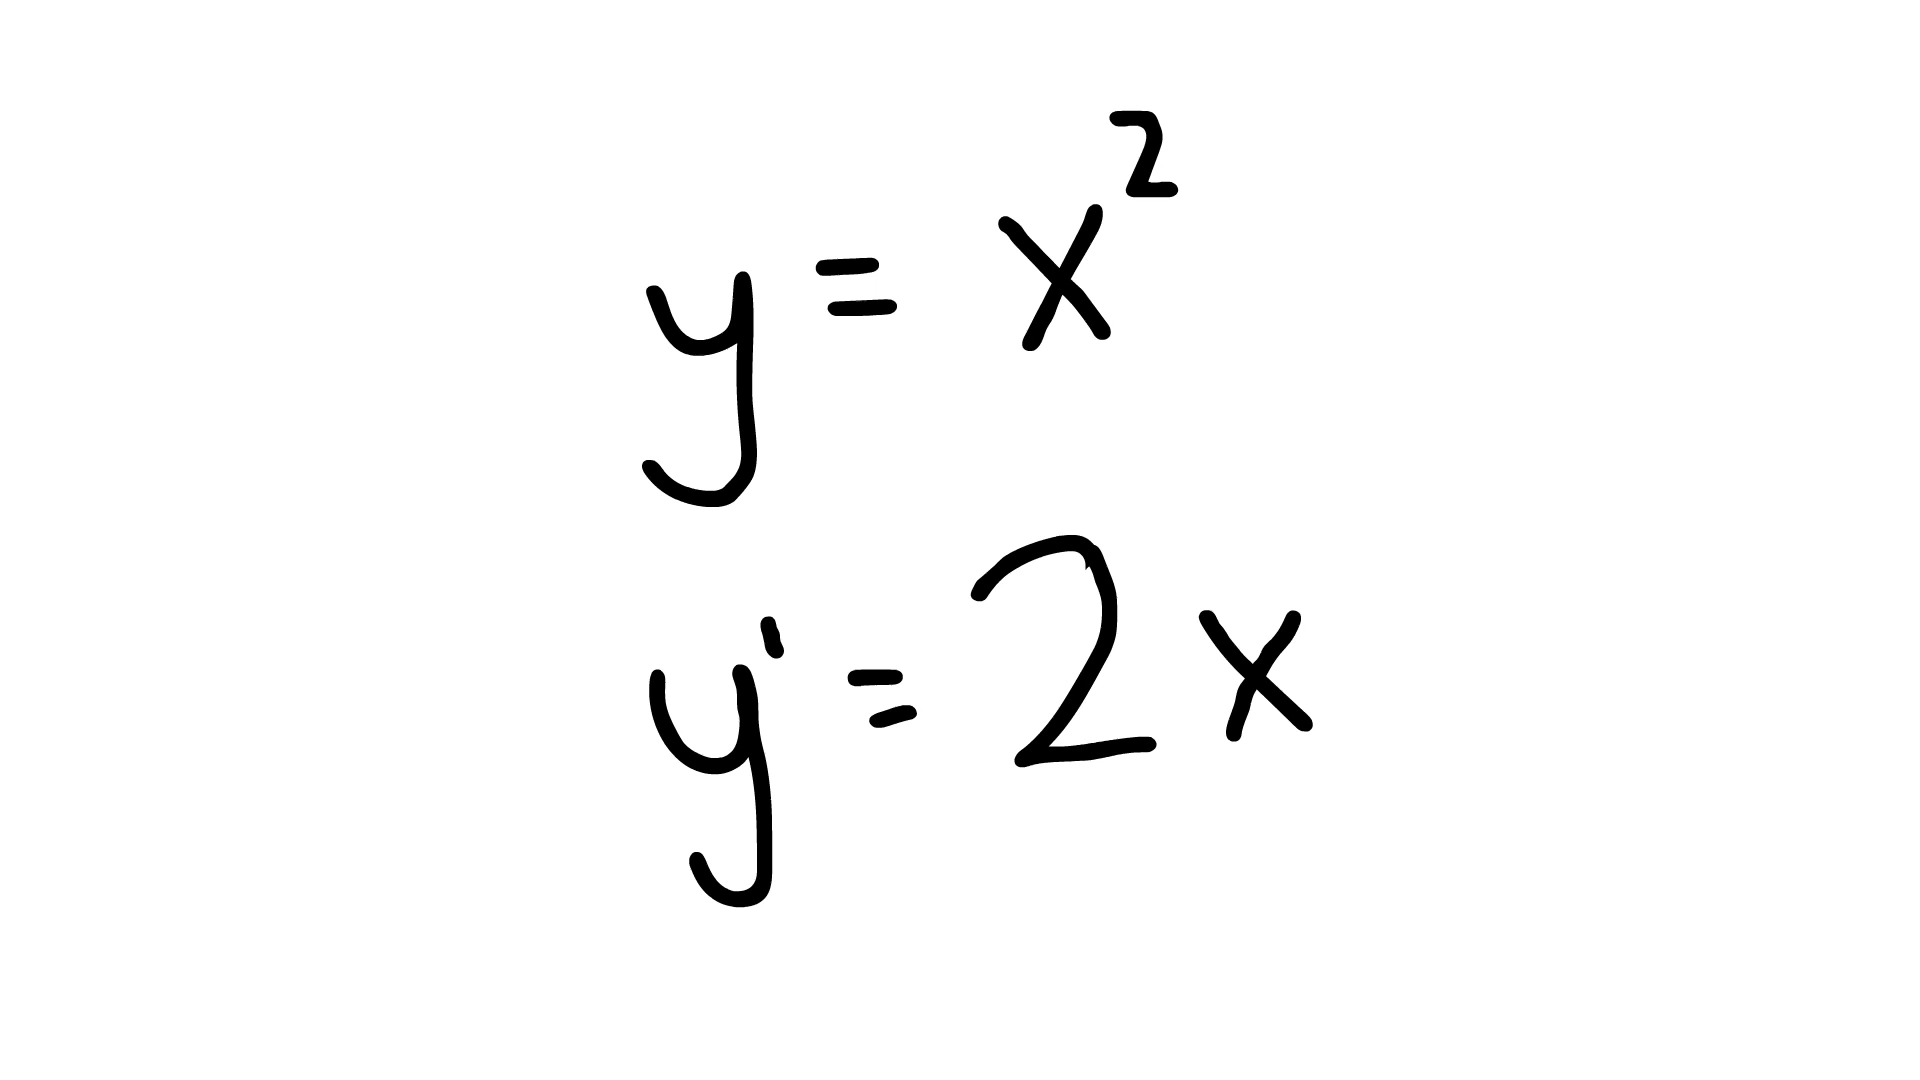 y = x²
y' = 2x